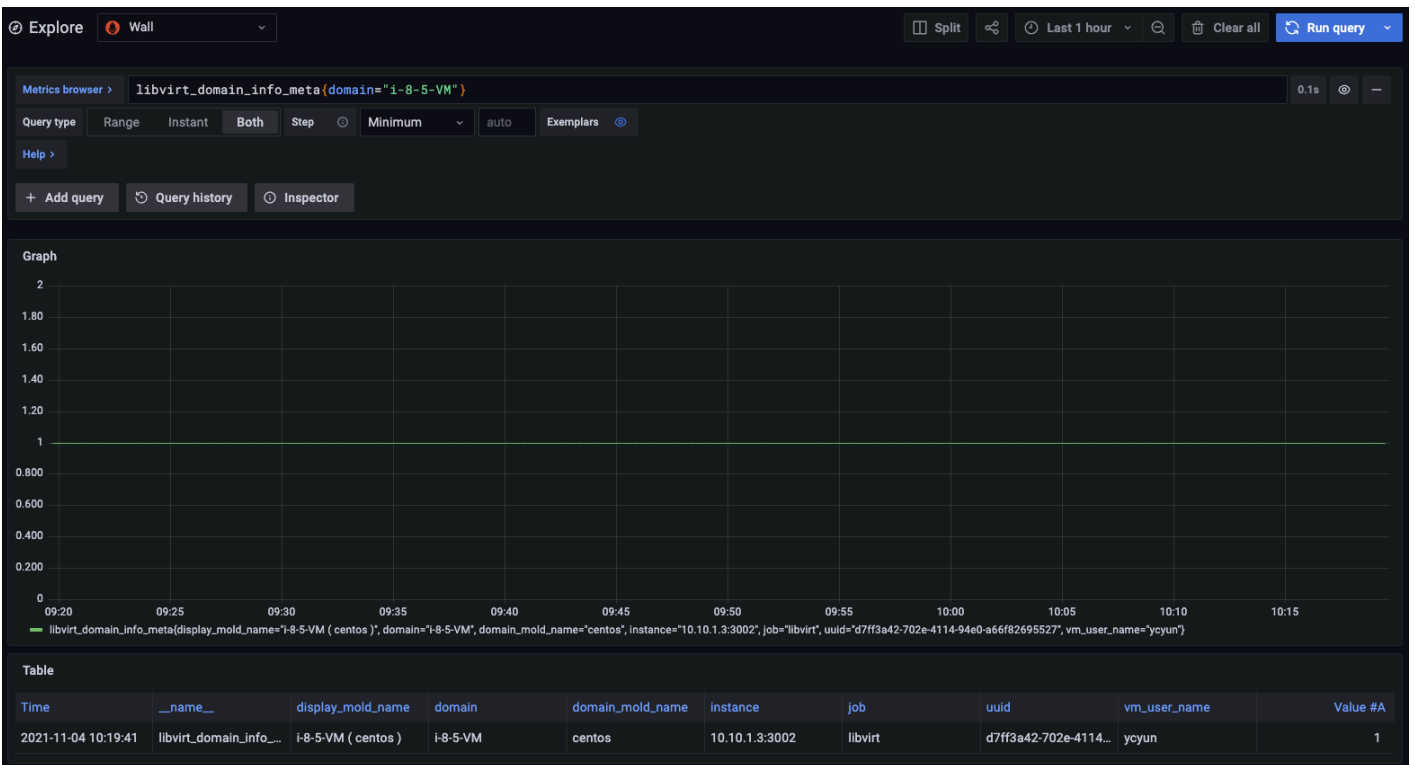 Explore Wall Split Last 1 hour Clear all Run query
Metrics browser > libvirt_domain_info_meta{domain="i-8-5-VM"} 0.1s
Query type Range Instant Both Step Minimum auto Exemplars
Help >
+ Add query Query history Inspector
Graph
2
1.80
1.60
1.40
1.20
1
0.800
0.600
0.400
0.200
0
09:20 09:25 09:30 09:35 09:40 09:45 09:50 09:55 10:00 10:05 10:10 10:15
libvirt_domain_info_meta{display_mold_name="i-8-5-VM ( centos )", domain="i-8-5-VM", domain_mold_name="centos", instance="10.10.1.3:3002", job="libvirt", uuid="d7ff3a42-702e-4114-94e0-a66f82695527", vm_user_name="ycyun"}
Table
Time __name__ display_mold_name domain domain_mold_name instance job uuid vm_user_name Value #A
2021-11-04 10:19:41 libvirt_domain_info_... i-8-5-VM ( centos ) i-8-5-VM centos 10.10.1.3:3002 libvirt d7ff3a42-702e-4114... ycyun 1